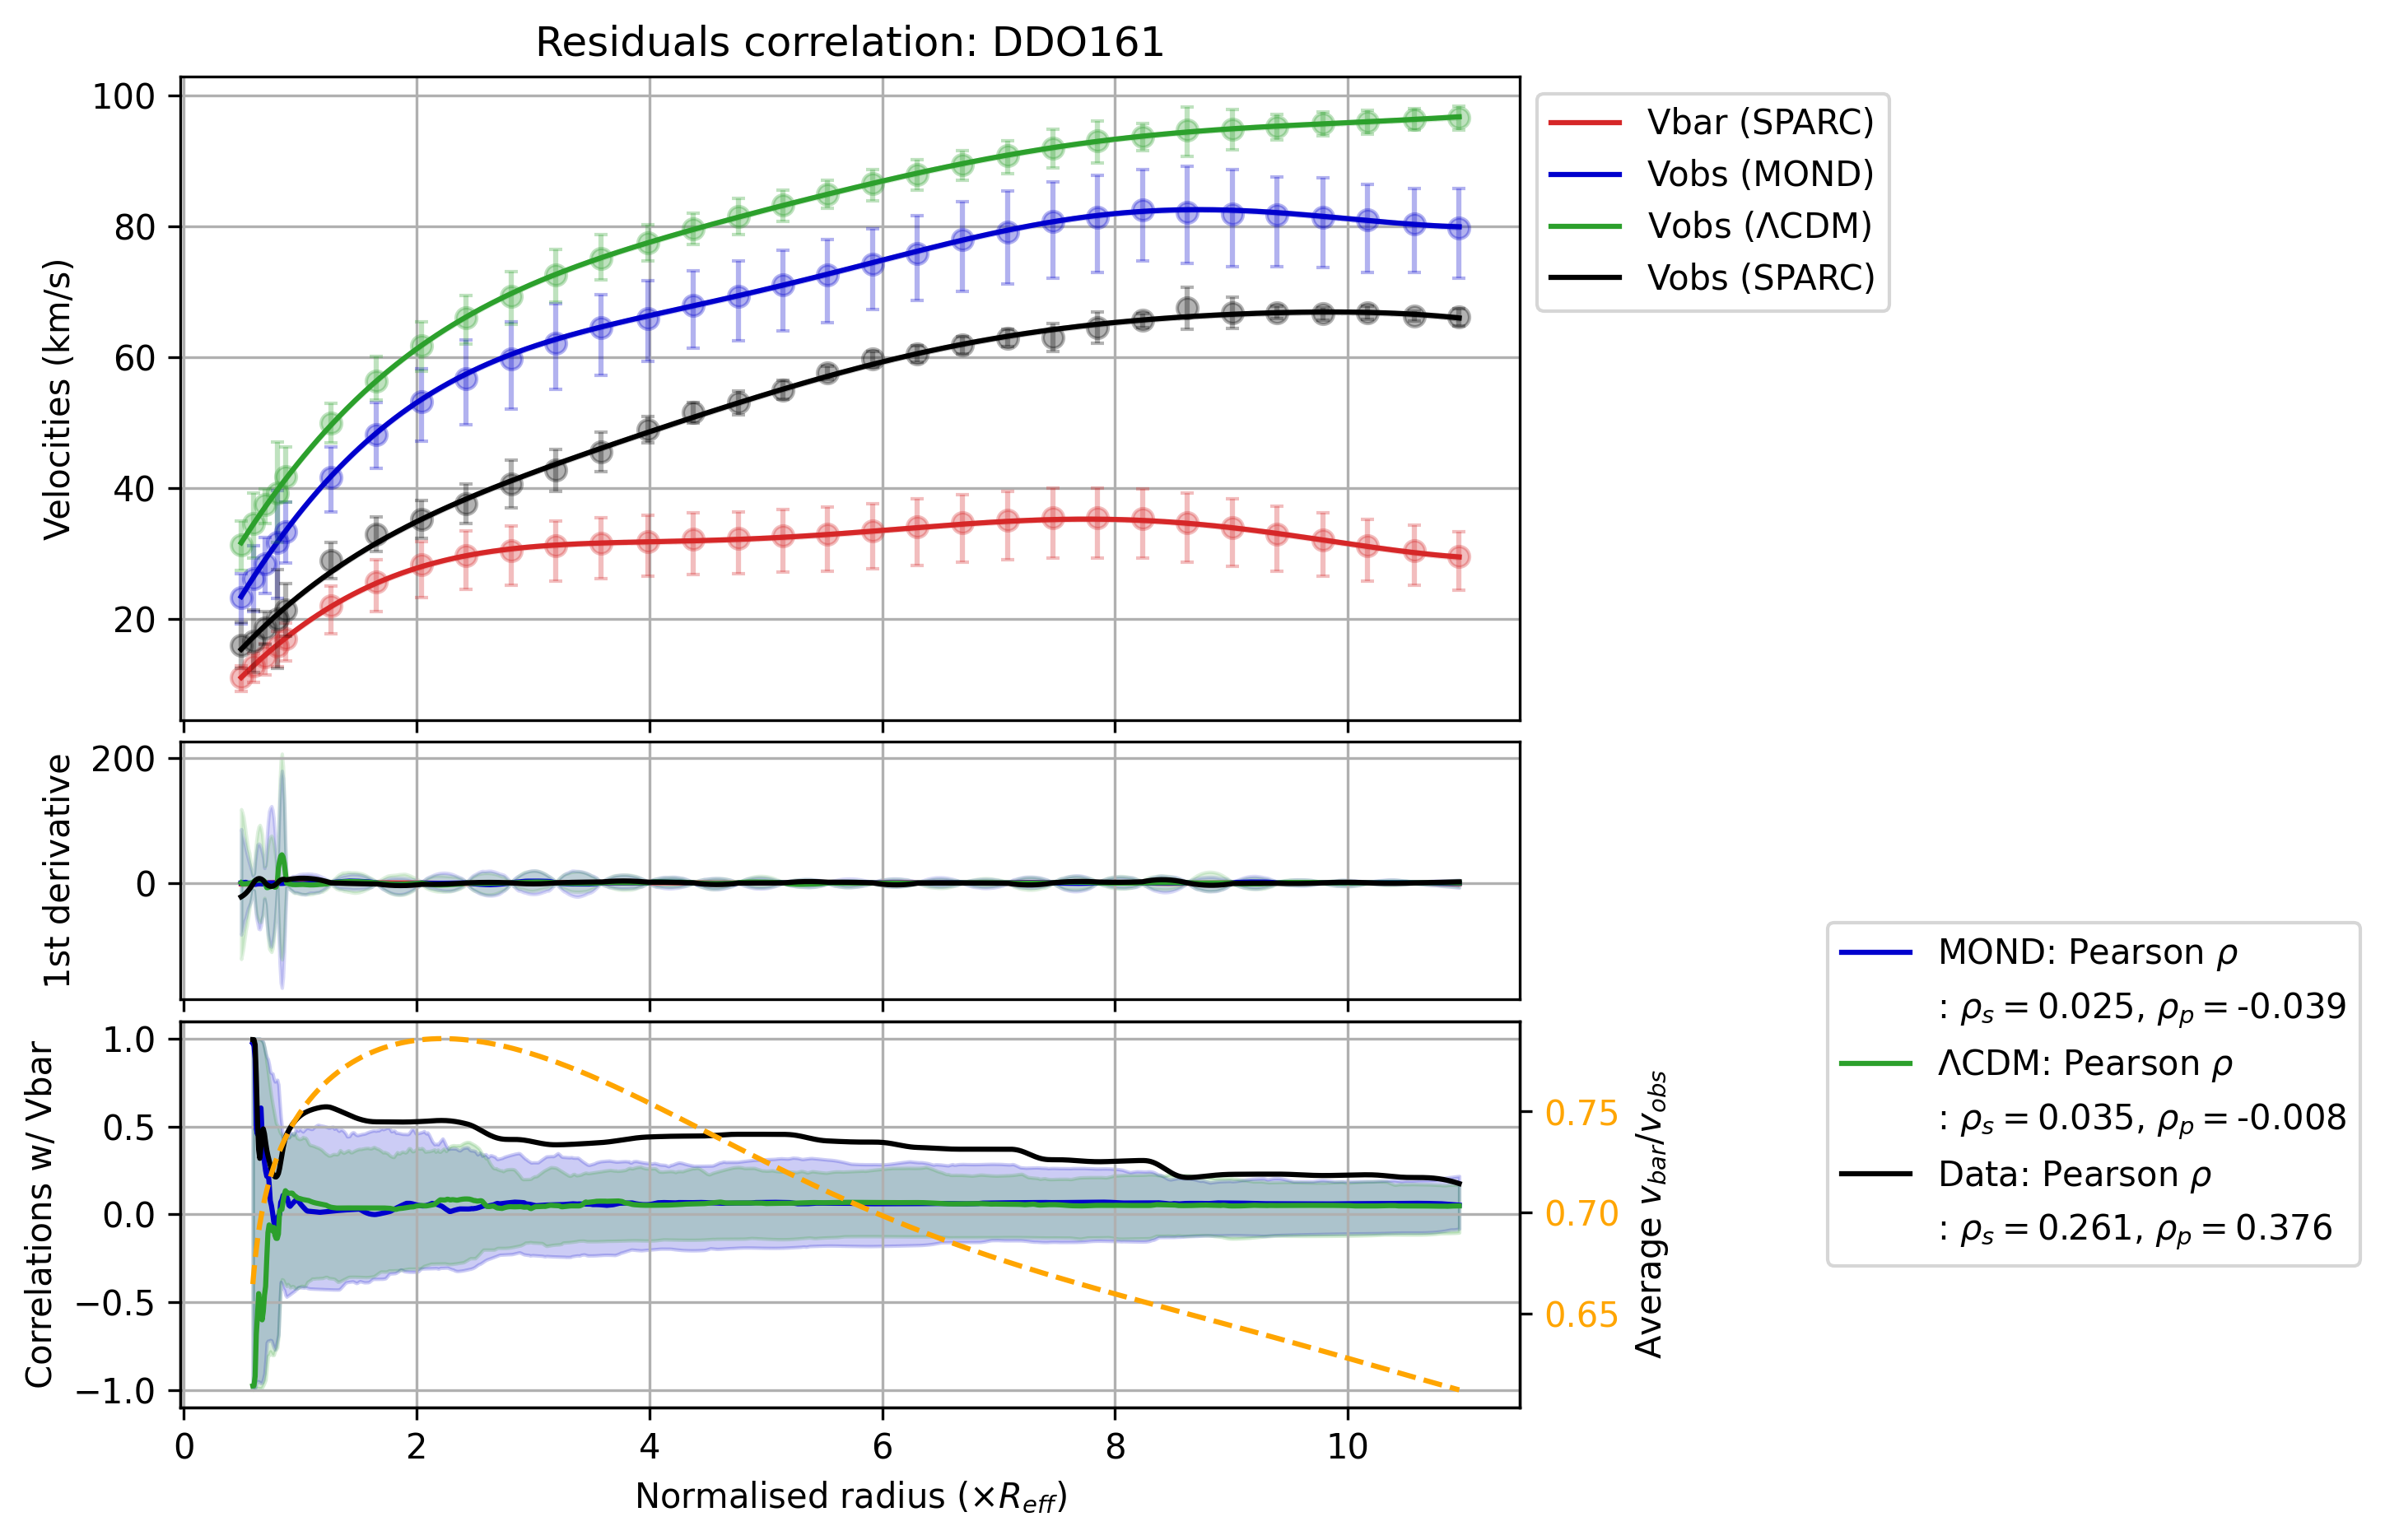 Residuals correlation: DDO161
Velocities (km/s)
100
80
60
40
20
Vbar (SPARC)
Vobs (MOND)
Vobs (ΛCDM)
Vobs (SPARC)
1st derivative
200
0
Correlations w/ Vbar
1.0
0.5
0.0
−0.5
−1.0
0.75
0.70
0.65
Average v_bar/v_obs
MOND: Pearson ρ
: ρ_s = 0.025, ρ_p = -0.039
ΛCDM: Pearson ρ
: ρ_s = 0.035, ρ_p = -0.008
Data: Pearson ρ
: ρ_s = 0.261, ρ_p = 0.376
0 2 4 6 8 10
Normalised radius (×R_eff)